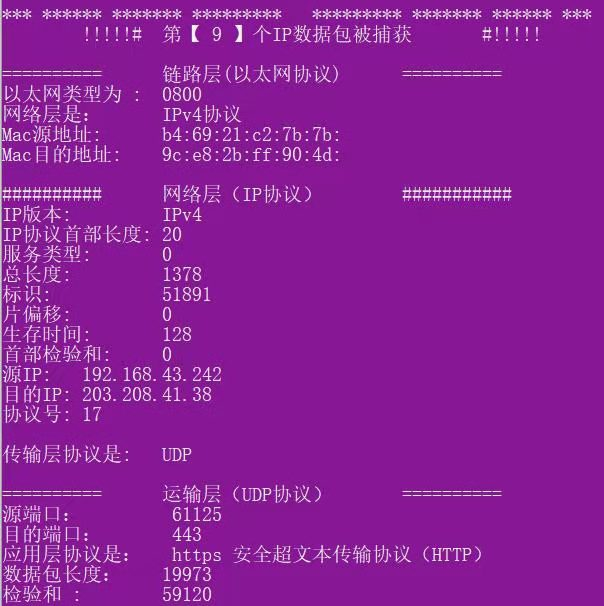 *** ****** ******* *********   ********* ******* ****** ***
!!!!!#  第【 9 】个IP数据包被捕获       #!!!!!
==========      链路层(以太网协议)      ==========
以太网类型为 :  0800
网络层是:       IPv4协议
Mac源地址:      b4:69:21:c2:7b:7b:
Mac目的地址:    9c:e8:2b:ff:90:4d:
##########      网络层（IP协议）        ###########
IP版本:         IPv4
IP协议首部长度: 20
服务类型:       0
总长度:         1378
标识:           51891
片偏移:         0
生存时间:       128
首部检验和:     0
源IP:   192.168.43.242
目的IP: 203.208.41.38
协议号: 17
传输层协议是:   UDP
==========      运输层（UDP协议）       ==========
源端口：         61125
目的端口：       443
应用层协议是：   https 安全超文本传输协议（HTTP）
数据包长度：    19973
检验和 ：       59120